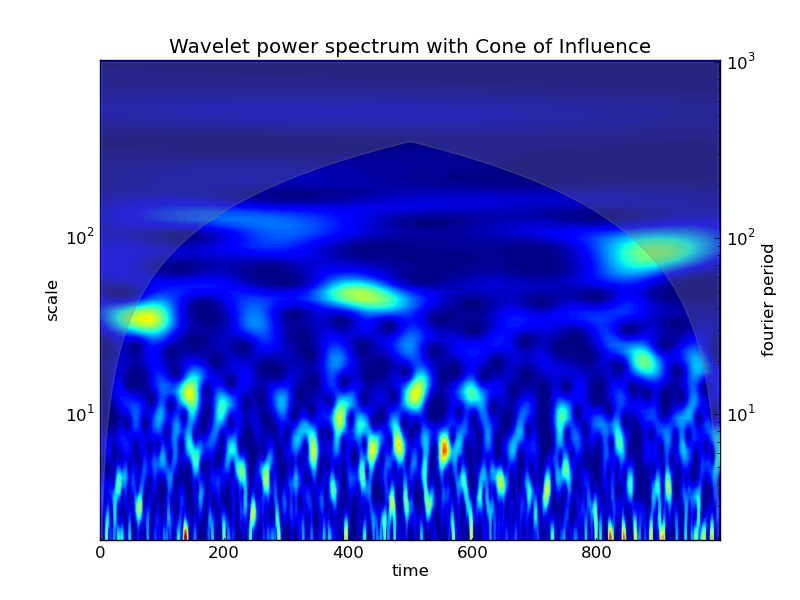 Wavelet power spectrum with Cone of Influence
10^3
10^2
10^2
scale
fourier period
10^1
10^1
0 200 400 600 800
time